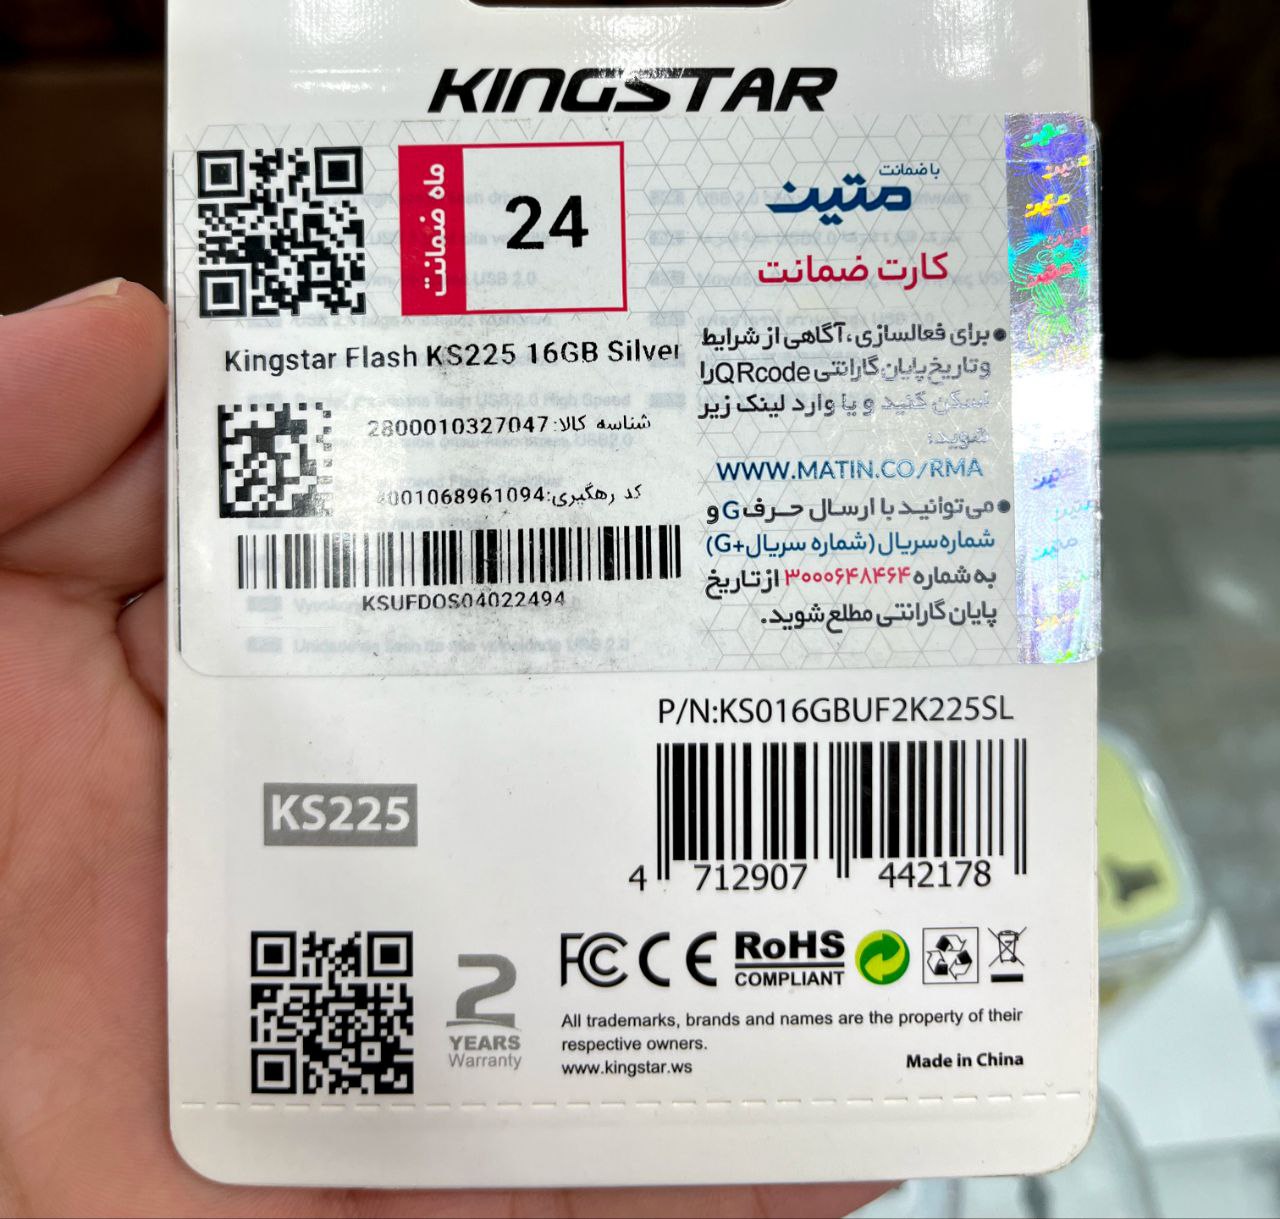 KINGSTAR
ماه ضمانت
24
با ضمانت
متین
کارت ضمانت
Kingstar Flash KS225 16GB Silver
شناسه کالا: 2800010327047
کد رهگیری:
KSUFDOS04022494
• برای فعالسازی، آگاهی از شرایط
و تاریخ پایان گارانتی QRcode را
اسکن کنید و یا وارد لینک زیر
شوید:
WWW.MATIN.CO/RMA
• می‌توانید با ارسال حرف G و
شماره سریال (شماره سریال+G)
به شماره ۳۰۰۰۶۴۸۴۶۴ از تاریخ
پایان گارانتی مطلع شوید.
P/N:KS016GBUF2K225SL
KS225
4 712907 442178
2
YEARS
Warranty
FC CE RoHS
COMPLIANT
All trademarks, brands and names are the property of their
respective owners.
www.kingstar.ws
Made in China